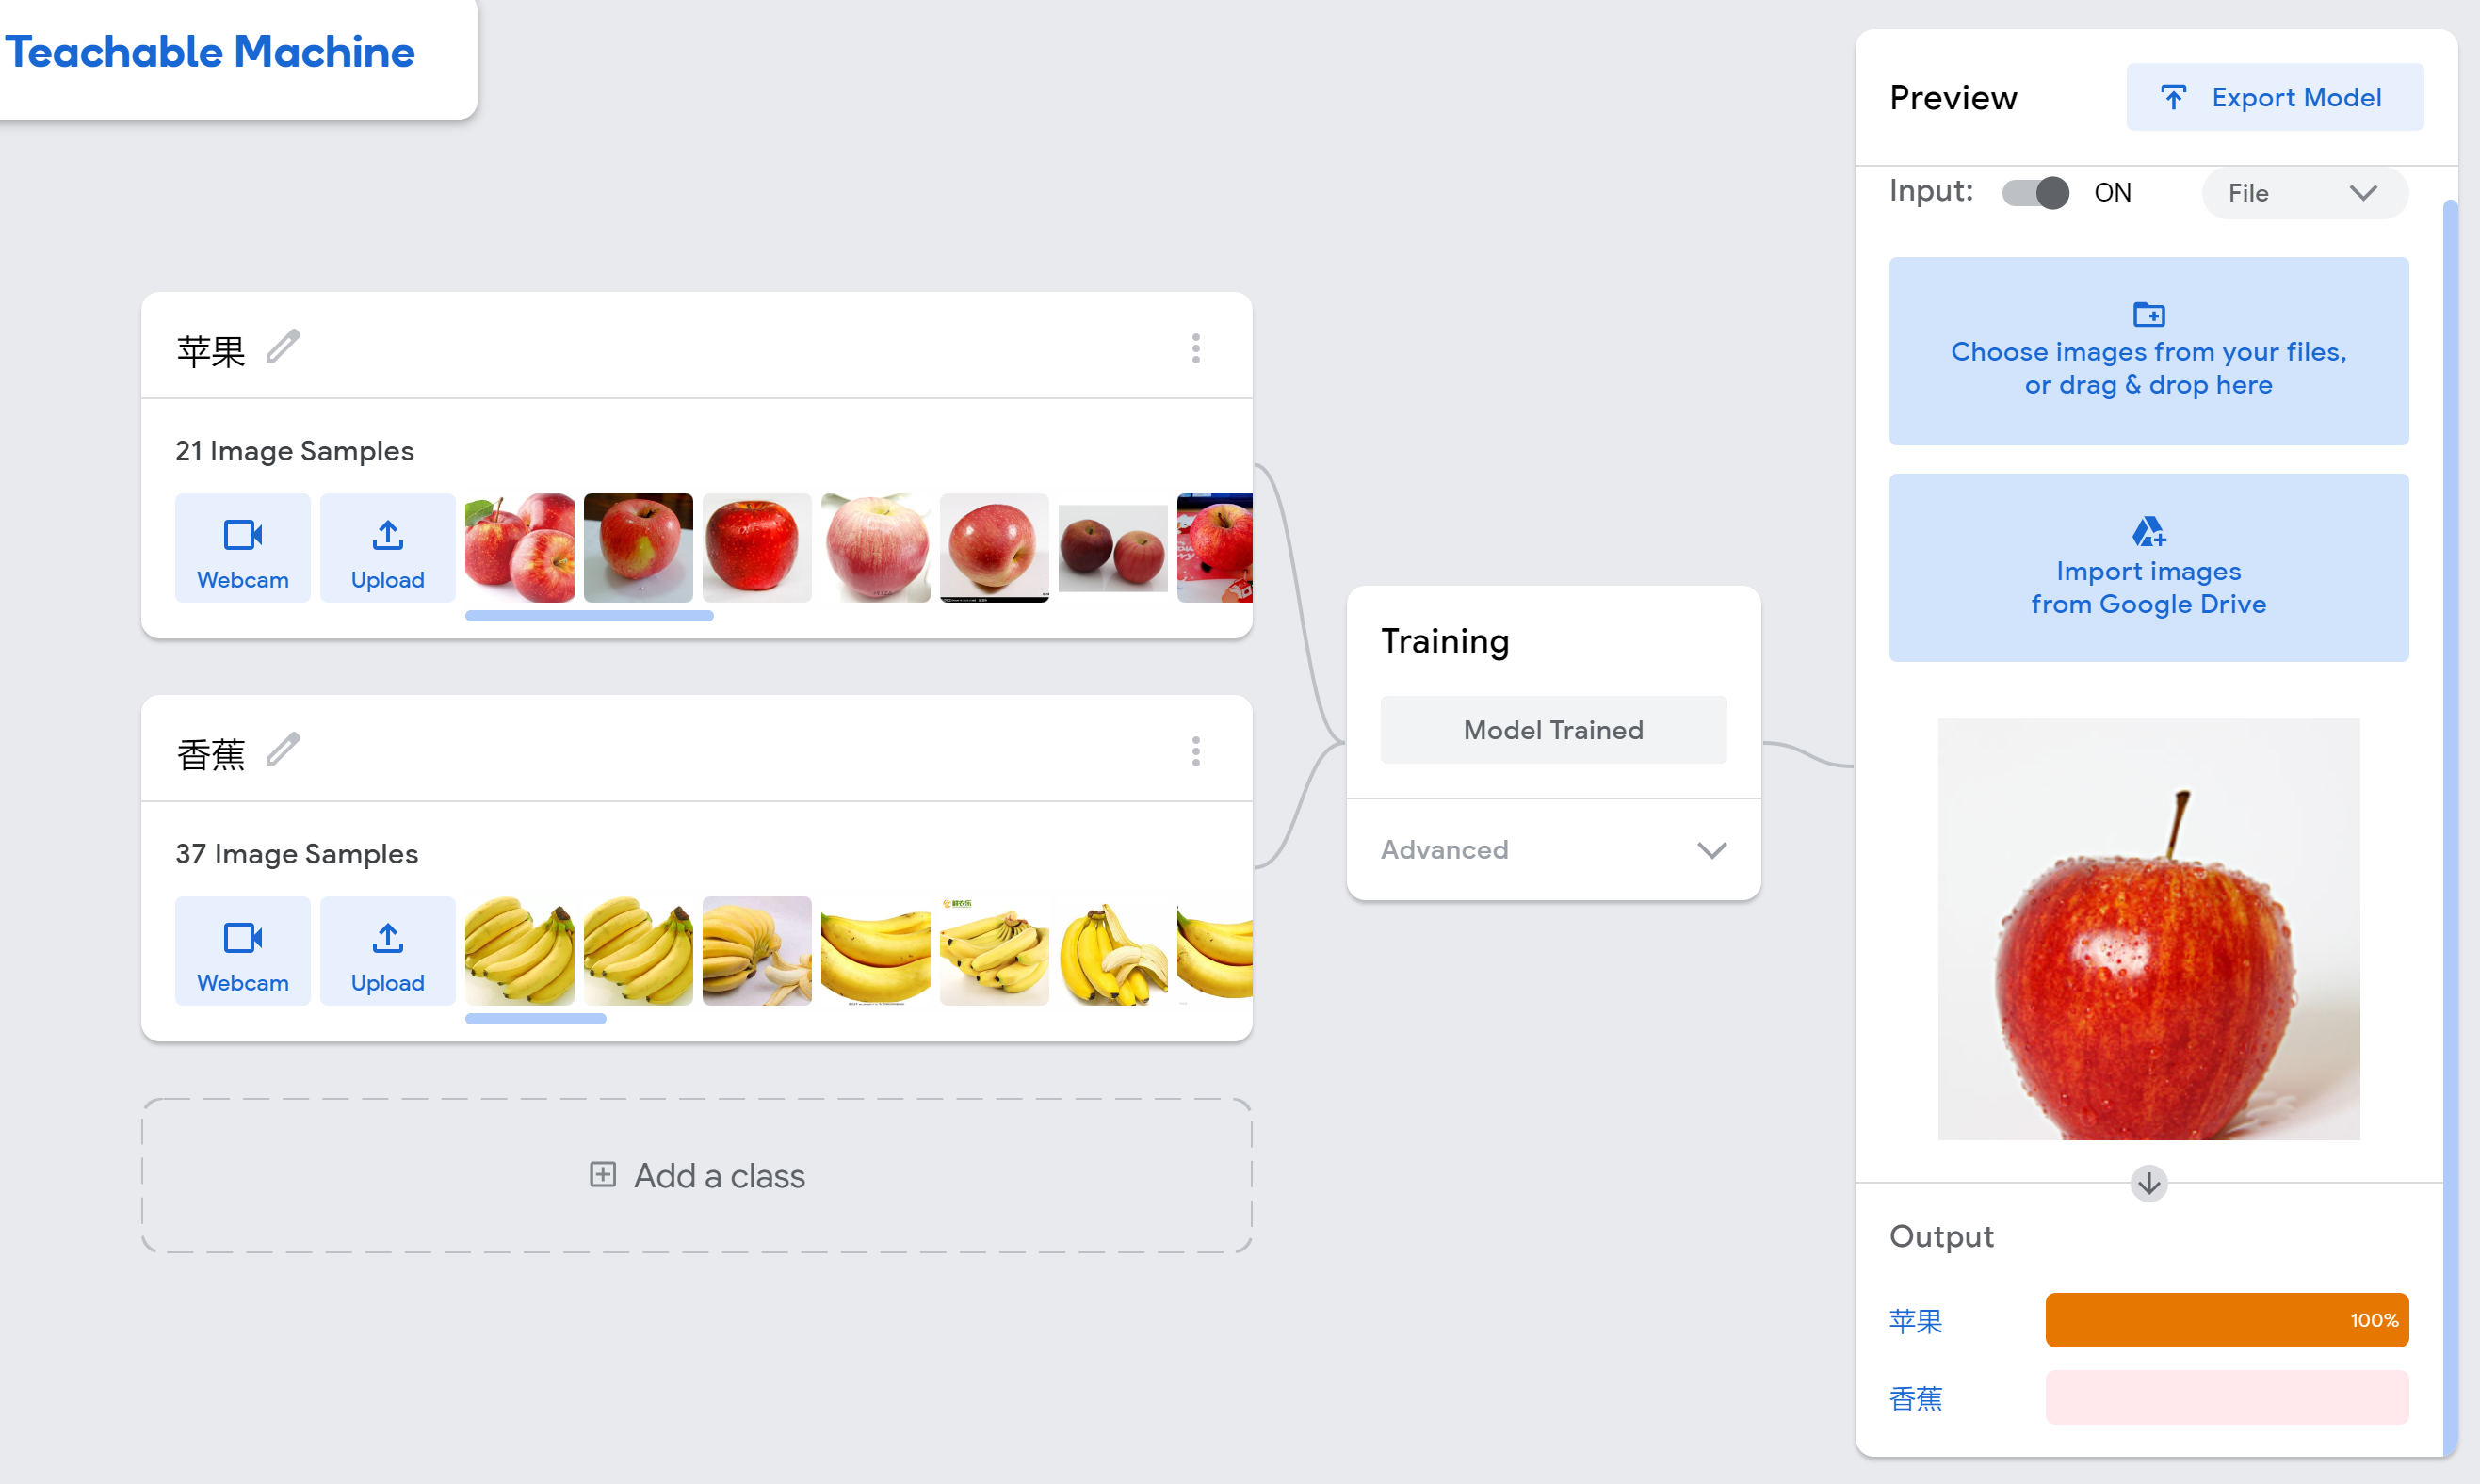 Teachable Machine
苹果
21 Image Samples
Webcam
Upload
香蕉
37 Image Samples
Webcam
Upload
Add a class
Training
Model Trained
Advanced
Preview
Export Model
Input:
ON
File
Choose images from your files,
or drag & drop here
Import images
from Google Drive
Output
苹果
100%
香蕉